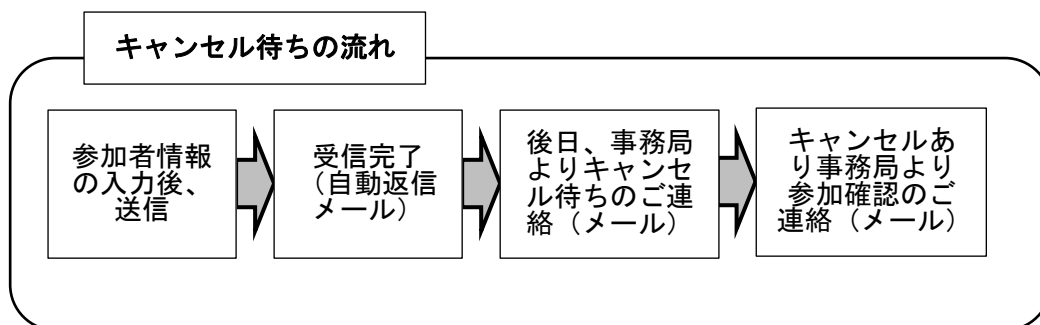 キャンセル待ちの流れ
参加者情報
の入力後、
送信
受信完了
（自動返信
メール）
後日、事務局
よりキャンセ
ル待ちのご連
絡（メール）
キャンセルあ
り事務局より
参加確認のご
連絡（メール）